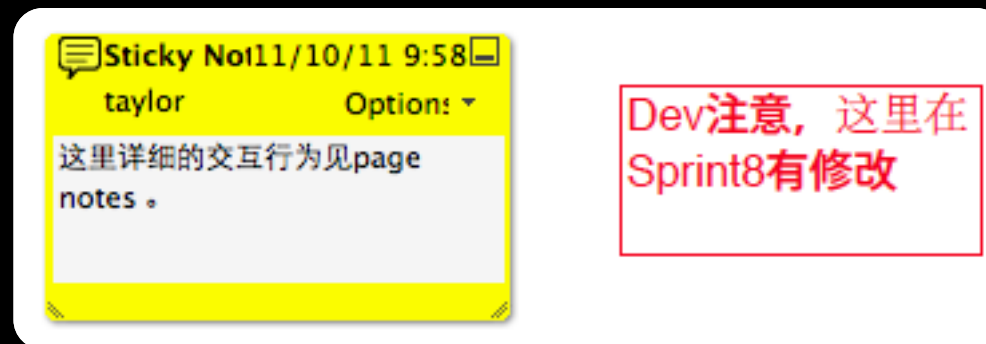 Sticky Not11/10/11 9:58
taylor Options
这里详细的交互行为见page
notes 。
Dev注意，这里在
Sprint8有修改